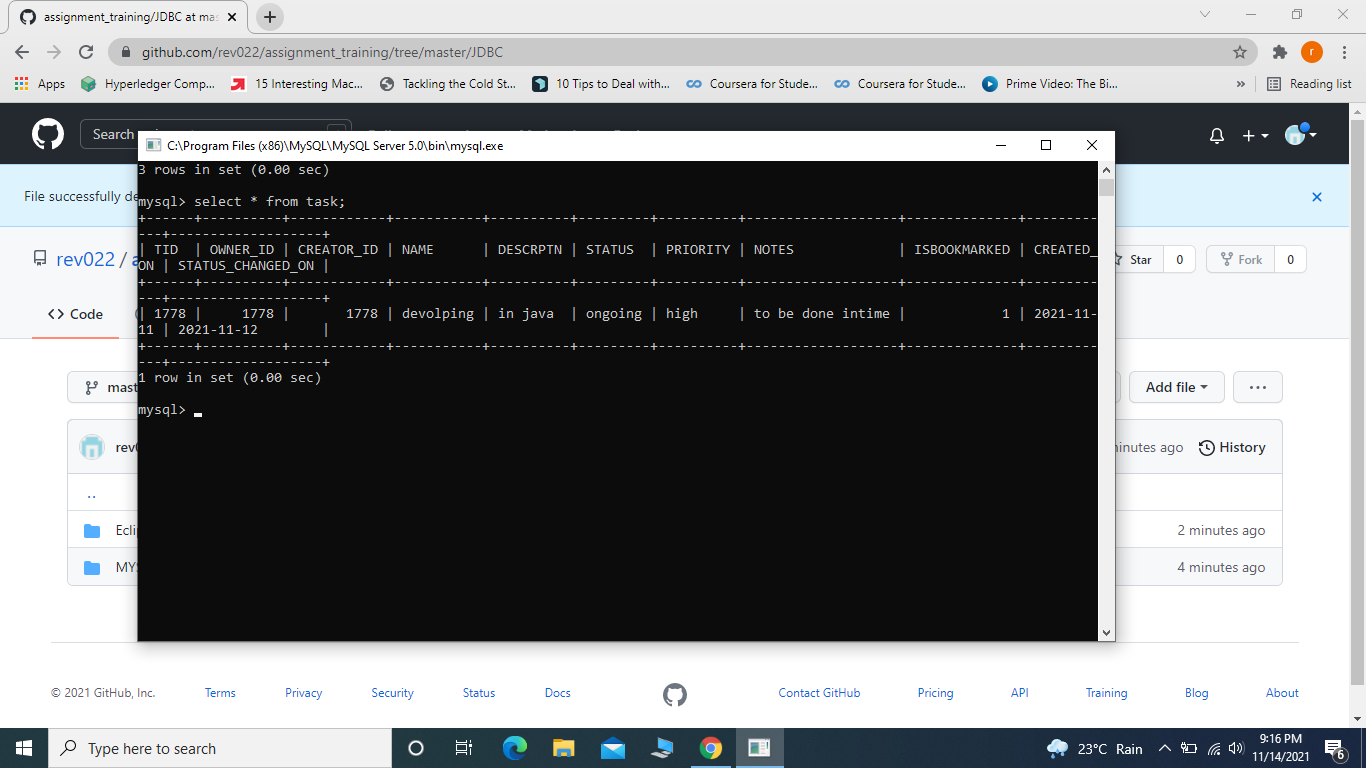 assignment_training/JDBC at mas
github.com/rev022/assignment_training/tree/master/JDBC
r
Apps Hyperledger Comp... 15 Interesting Mac... Tackling the Cold St... 10 Tips to Deal with... Coursera for Stude... Coursera for Stude... Prime Video: The Bi... » Reading list
Search
C:\Program Files (x86)\MySQL\MySQL Server 5.0\bin\mysql.exe
File successfully de
rev022 / a
Star 0 Fork 0
<> Code
mast
Add file
...
rev0
minutes ago History
..
Ecli
2 minutes ago
MYS
4 minutes ago
3 rows in set (0.00 sec)
mysql> select * from task;
+------+----------+------------+-----------+----------+---------+----------+-------------------+--------------+---------
---+-------------------+
| TID  | OWNER_ID | CREATOR_ID | NAME      | DESCRPTN | STATUS  | PRIORITY | NOTES             | ISBOOKMARKED | CREATED_
ON | STATUS_CHANGED_ON |
+------+----------+------------+-----------+----------+---------+----------+-------------------+--------------+---------
---+-------------------+
| 1778 |     1778 |       1778 | devolping | in java  | ongoing | high     | to be done intime |            1 | 2021-11-
11 | 2021-11-12        |
+------+----------+------------+-----------+----------+---------+----------+-------------------+--------------+---------
---+-------------------+
1 row in set (0.00 sec)
mysql>
© 2021 GitHub, Inc. Terms Privacy Security Status Docs Contact GitHub Pricing API Training Blog About
Type here to search
23°C Rain
9:16 PM
11/14/2021
6